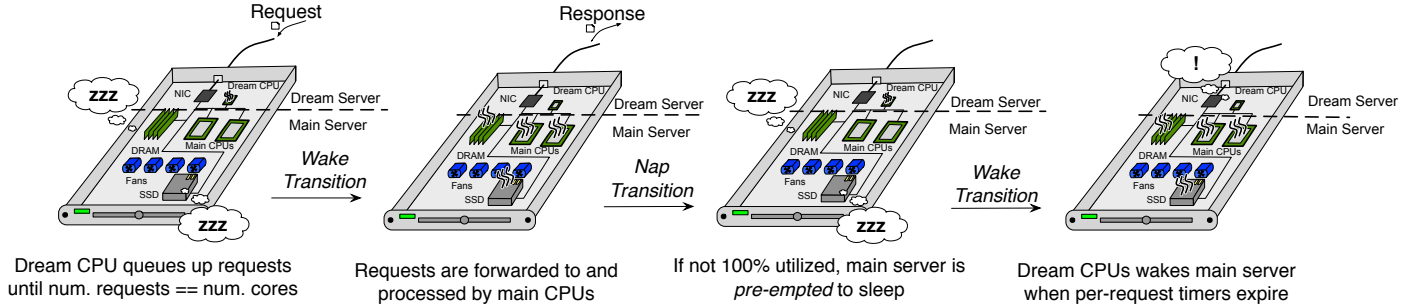 Request
zzz
NIC
Dream CPU
Dream Server
Main Server
Main CPUs
DRAM
Fans
SSD
zzz
Dream CPU queues up requests
until num. requests == num. cores
Wake
Transition
Response
NIC
Dream CPU
Dream Server
Main Server
Main CPUs
DRAM
Fans
SSD
Requests are forwarded to and
processed by main CPUs
Nap
Transition
zzz
NIC
Dream CPU
Dream Server
Main Server
Main CPUs
DRAM
Fans
SSD
zzz
If not 100% utilized, main server is
pre-empted to sleep
Wake
Transition
!
NIC
Dream CPU
Dream Server
Main Server
Main CPUs
DRAM
Fans
SSD
Dream CPUs wakes main server
when per-request timers expire